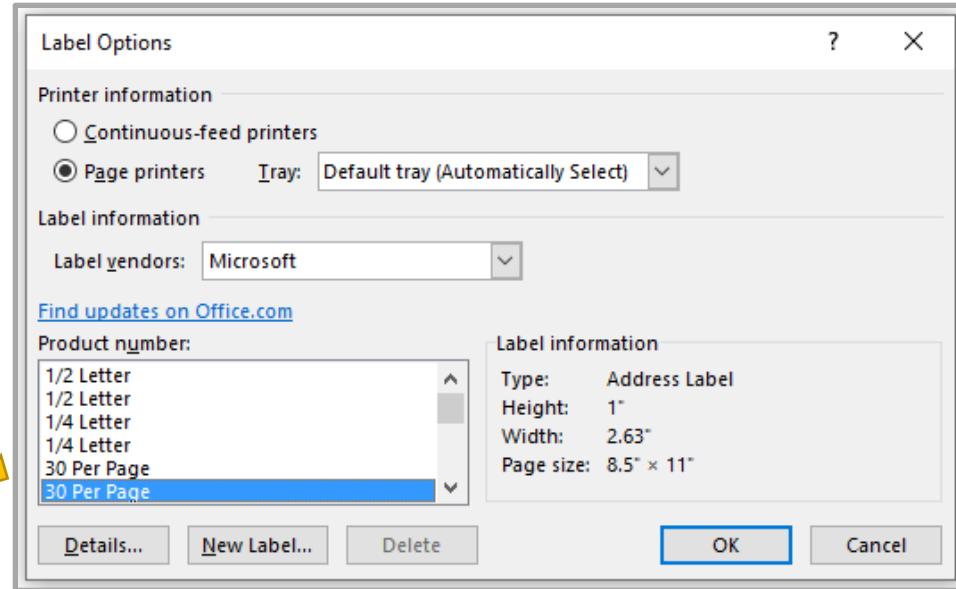 Label Options ?
Printer information
Continuous-feed printers
Page printers Tray: Default tray (Automatically Select)
Label information
Label vendors: Microsoft
Find updates on Office.com
Product number:
1/2 Letter
1/2 Letter
1/4 Letter
1/4 Letter
30 Per Page
30 Per Page
Label information
Type: Address Label
Height: 1"
Width: 2.63"
Page size: 8.5" × 11"
Details... New Label... Delete OK Cancel